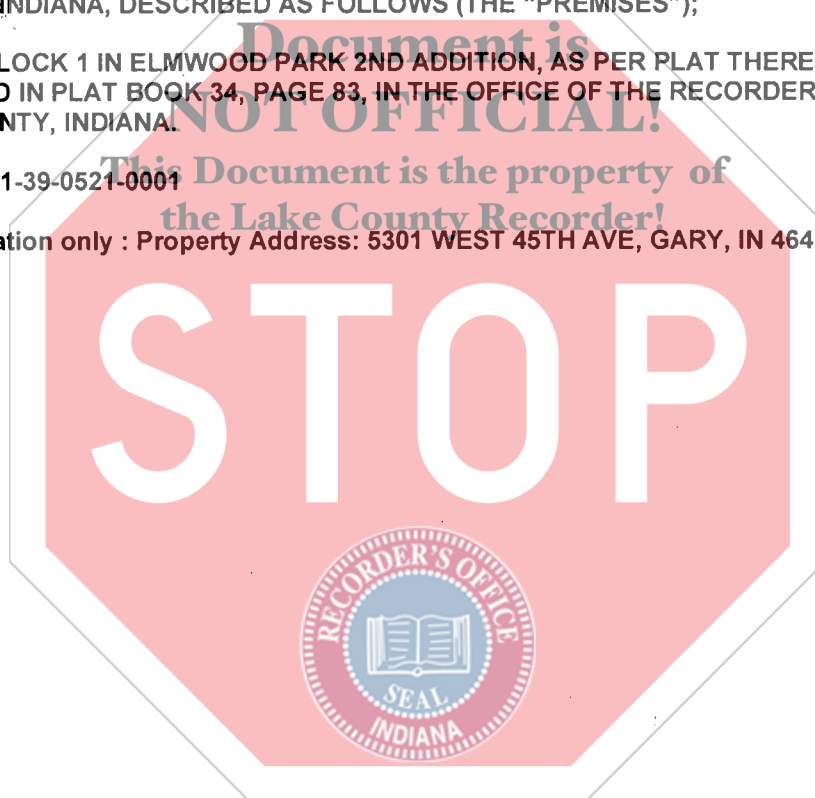 INDIANA, DESCRIBED AS FOLLOWS (THE "PREMISES");
Document is
LOCK 1 IN ELMWOOD PARK 2ND ADDITION, AS PER PLAT THERE
D IN PLAT BOOK 34, PAGE 83, IN THE OFFICE OF THE RECORDER
NOT OFFICIAL!
NTY, INDIANA.
This Document is the property of
1-39-0521-0001
the Lake County Recorder!
ation only : Property Address: 5301 WEST 45TH AVE, GARY, IN 464
STOP
RECORDER'S OFFICE
SEAL
INDIANA